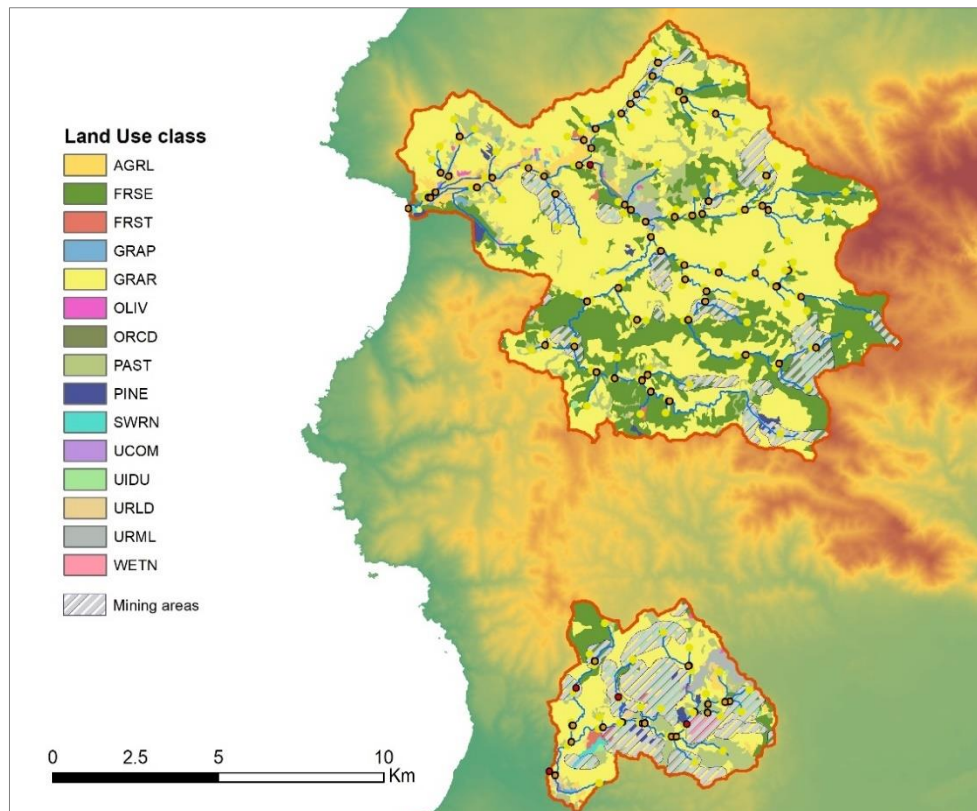 Land Use class
AGRL
FRSE
FRST
GRAP
GRAR
OLIV
ORCD
PAST
PINE
SWRN
UCOM
UIDU
URLD
URML
WETN
Mining areas
0 2.5 5 10
Km